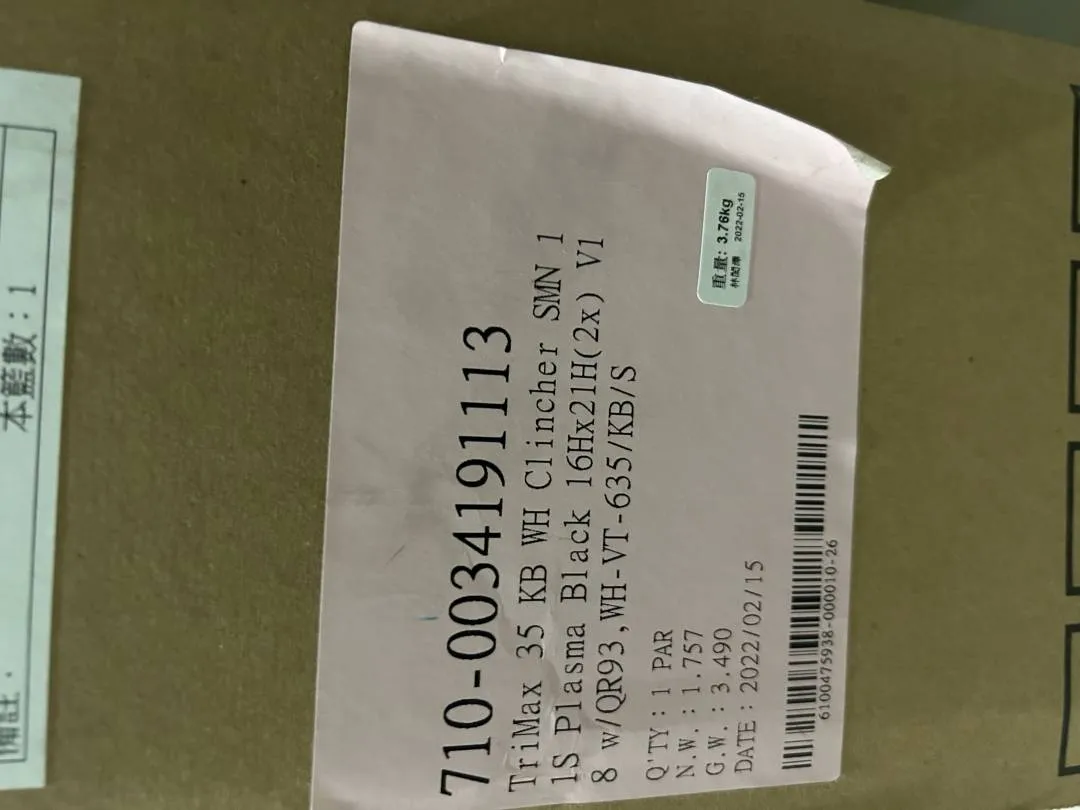 本籃數：1
備註：
710-0034191113
TriMax 35 KB WH Clincher SMN 1
1S Plasma Black 16Hx21H(2x) V1
8 w/QR93,WH-VT-635/KB/S
Q'TY：1 PAR
N.W.：1.757
G.W.：3.490
DATE：2022/02/15
重量: 3.76kg
2022-02-15
6100475938-000010-26